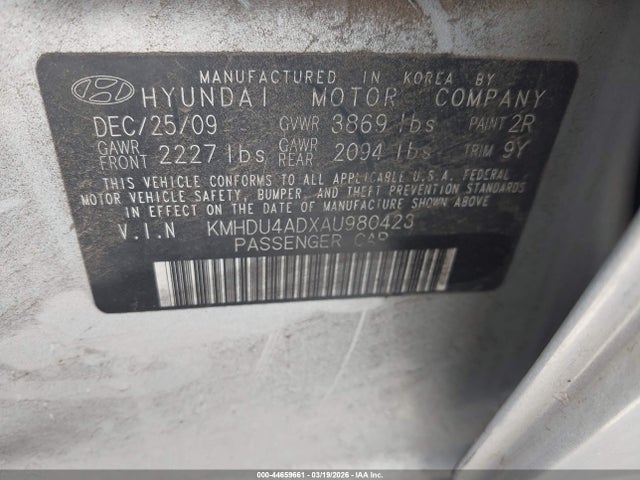 MANUFACTURED IN KOREA BY
HYUNDAI MOTOR COMPANY
DEC/25/09 GVWR 3869 lbs PAINT 2R
GAWR FRONT 2227 lbs GAWR REAR 2094 lbs TRIM 9Y
THIS VEHICLE CONFORMS TO ALL APPLICABLE U.S.A. FEDERAL
MOTOR VEHICLE SAFETY, BUMPER, AND THEFT PREVENTION STANDARDS
IN EFFECT ON THE DATE OF MANUFACTURE SHOWN ABOVE
V.I.N KMHDU4ADXAU980423
PASSENGER CAR
000-44659661 - 03/19/2026 - IAAI.COM